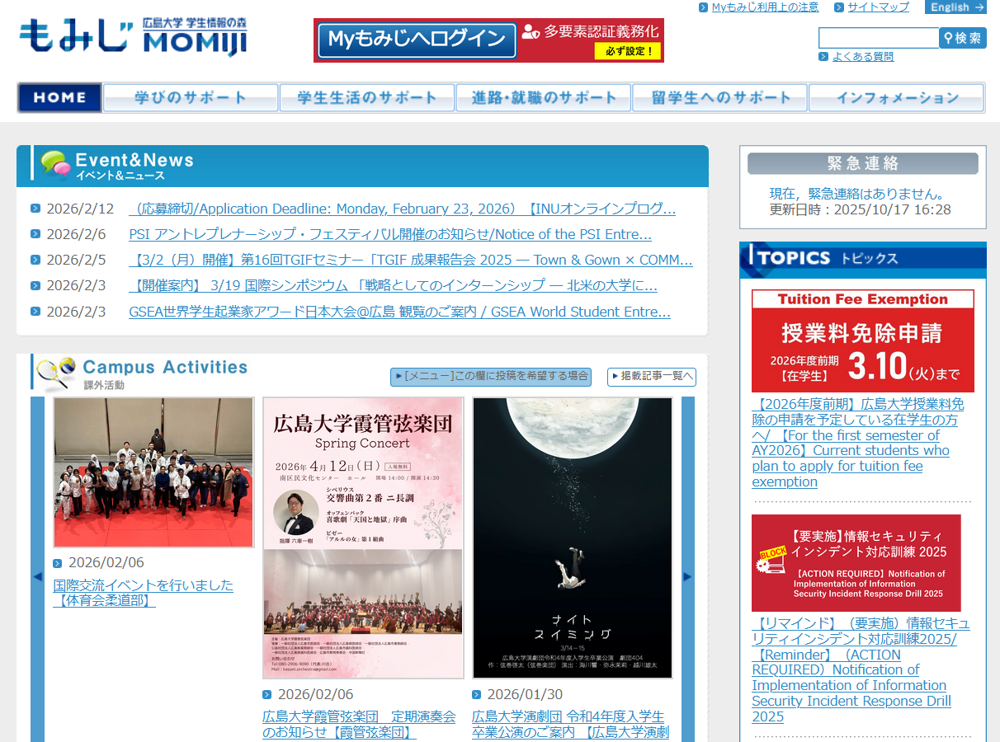 もみじ
広島大学 学生情報の森
MOMIJI
Myもみじへログイン
多要素認証義務化
必ず設定！
Myもみじ利用上の注意
サイトマップ
English
検索
よくある質問
HOME
学びのサポート
学生生活のサポート
進路・就職のサポート
留学生へのサポート
インフォメーション
Event&News
イベント&ニュース
2026/2/12 （応募締切/Application Deadline: Monday, February 23, 2026）【INUオンラインプログ...
2026/2/6 PSI アントレプレナーシップ・フェスティバル開催のお知らせ/Notice of the PSI Entre...
2026/2/5 【3/2（月）開催】第16回TGIFセミナー「TGIF 成果報告会 2025 ― Town & Gown × COMM...
2026/2/3 【開催案内】 3/19 国際シンポジウム 「戦略としてのインターンシップ ― 北米の大学に...
2026/2/3 GSEA世界学生起業家アワード日本大会@広島 観覧のご案内 / GSEA World Student Entre...
Campus Activities
課外活動
[メニュー]この欄に投稿を希望する場合
掲載記事一覧へ
2026/02/06
国際交流イベントを行いました
【体育会柔道部】
広島大学霞管弦楽団
Spring Concert
2026年4月12日(日) 入場無料
南区民文化センター ホール 開場 14:00 / 開演 14:30
シベリウス
交響曲第２番 ニ長調
オッフェンバック
喜歌劇「天国と地獄」序曲
ビゼー
「アルルの女」第１組曲
指揮 六車一樹
主催：広島大学霞管弦楽団
お問い合わせ
Tel:080-2906-9090（代表:川合）
Mail：kasumi.orchestra@gmail.com
2026/02/06
広島大学霞管弦楽団　定期演奏会
のお知らせ【霞管弦楽団】
ナイト
スイミング
3/14－15
広島大学演劇団令和4年度入学生卒業公演 劇団404
作：弦巻啓太（弦巻楽団） 演出：海川響・弥永茉莉・越川雄太
2026/01/30
広島大学演劇団 令和4年度入学生
卒業公演のご案内 【広島大学演劇
緊急連絡
現在，緊急連絡はありません。
更新日時：2025/10/17 16:28
TOPICS トピックス
Tuition Fee Exemption
授業料免除申請
2026年度前期
【在学生】
3.10(火)まで
【2026年度前期】広島大学授業料免
除の申請を予定している在学生の方
へ/ 【For the first semester of
AY2026】Current students who
plan to apply for tuition fee
exemption
BLOCK
【要実施】情報セキュリティ
インシデント対応訓練 2025
【ACTION REQUIRED】Notification of
Implementation of Information
Security Incident Response Drill 2025
【リマインド】（要実施）情報セキュ
リティインシデント対応訓練2025/
【Reminder】（ACTION
REQUIRED）Notification of
Implementation of Information
Security Incident Response Drill
2025